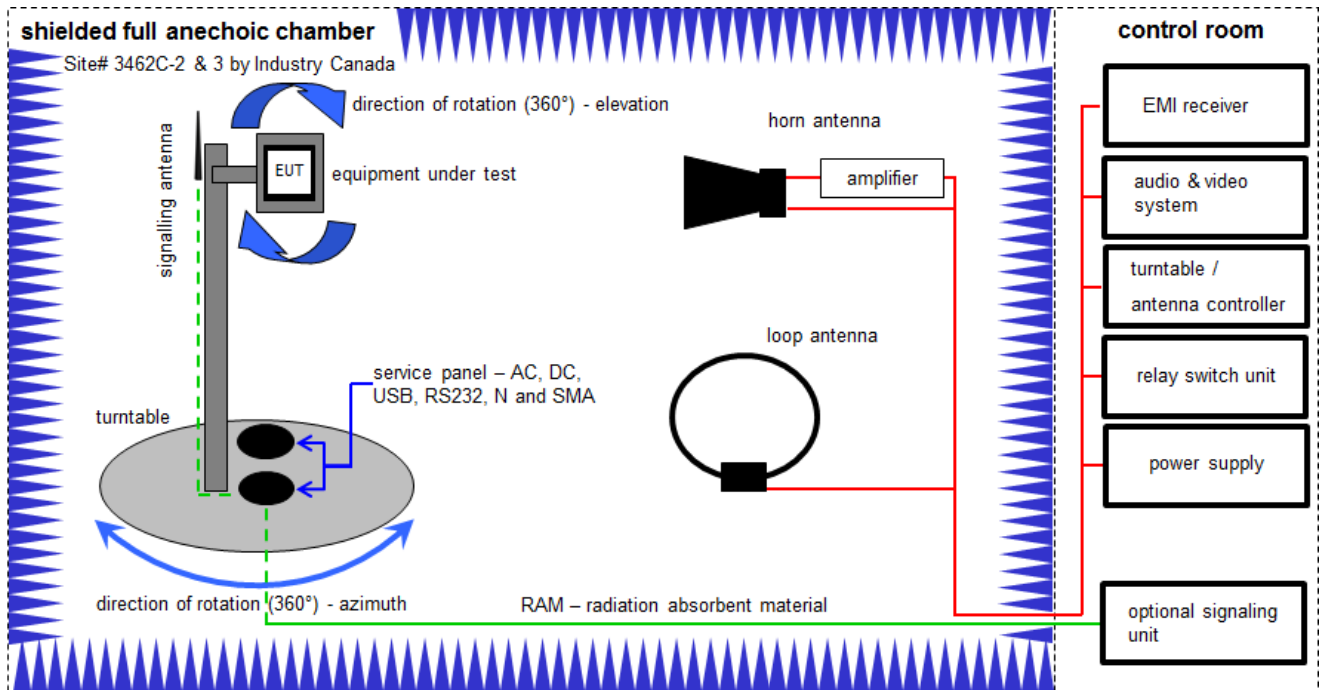 shielded full anechoic chamber
Site# 3462C-2 & 3 by Industry Canada
direction of rotation (360°) - elevation
signalling antenna
EUT
equipment under test
horn antenna
amplifier
loop antenna
service panel – AC, DC,
USB, RS232, N and SMA
turntable
direction of rotation (360°) - azimuth
RAM – radiation absorbent material
control room
EMI receiver
audio & video
system
turntable /
antenna controller
relay switch unit
power supply
optional signaling
unit